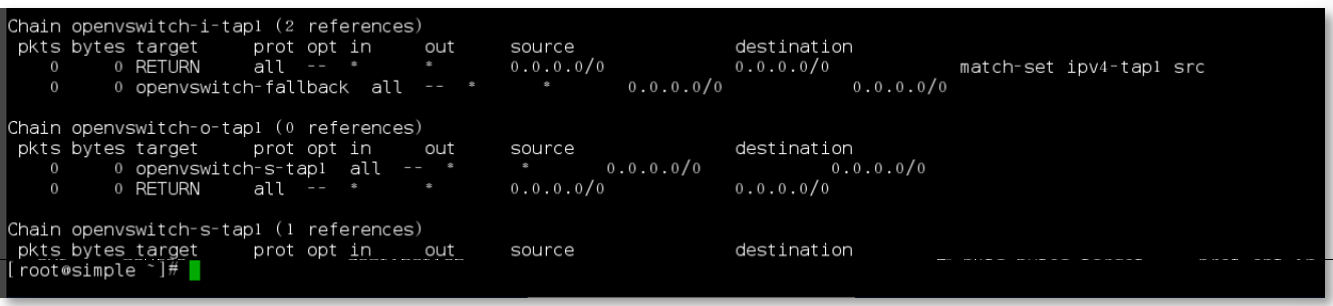 Chain openvswitch-i-tap1 (2 references)
 pkts bytes target     prot opt in     out     source               destination
    0     0 RETURN     all  --  *      *       0.0.0.0/0            0.0.0.0/0            match-set ipv4-tap1 src
    0     0 openvswitch-fallback  all  --  *      *       0.0.0.0/0            0.0.0.0/0

Chain openvswitch-o-tap1 (0 references)
 pkts bytes target     prot opt in     out     source               destination
    0     0 openvswitch-s-tap1  all  --  *      *       0.0.0.0/0            0.0.0.0/0
    0     0 RETURN     all  --  *      *       0.0.0.0/0            0.0.0.0/0

Chain openvswitch-s-tap1 (1 references)
 pkts bytes target     prot opt in     out     source               destination
[root@simple ~]#